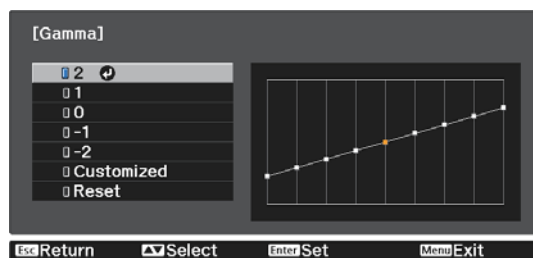 [Gamma]
2
1
0
-1
-2
Customized
Reset
Esc Return Select Enter Set Menu Exit